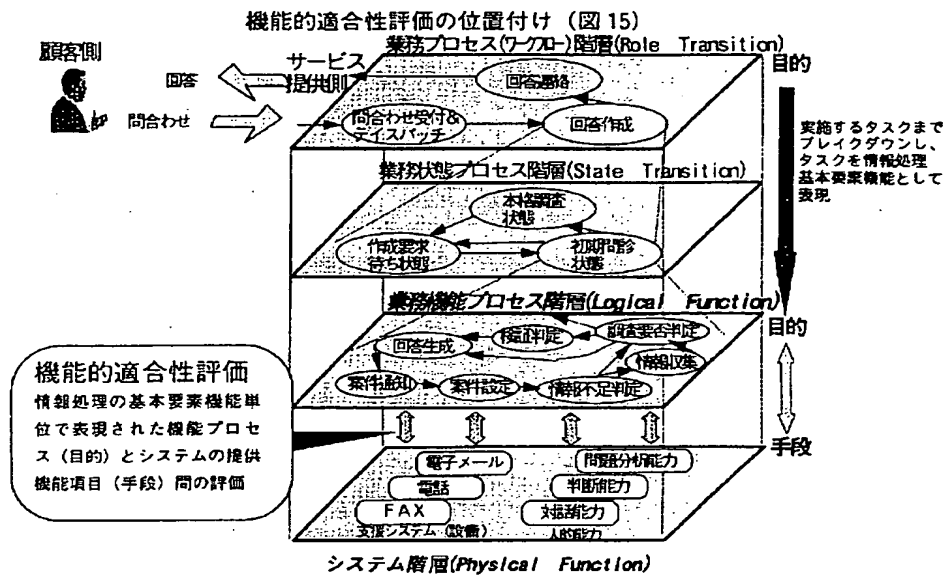 機能的適合性評価の位置付け (図15)
業務プロセス(ワークフロー)階層(Role Transition)
顧客側
サービス
提供側
回答
問合わせ
回答連絡
問合わせ受付&
ディスパッチ
回答作成
目的
実施するタスクまで
ブレイクダウンし、
タスクを情報処理
基本要素機能として
表現
業務状態プロセス階層(State Transition)
本格調査
状態
作成要求
待ち状態
初期問診
状態
業務機能プロセス階層(Logical Function)
目的
回答生成
検証判定
調査要否判定
情報収集
案件通知
案件設定
情報不足判定
機能的適合性評価
情報処理の基本要素機能単
位で表現された機能プロセ
ス(目的)とシステムの提供
機能項目(手段)間の評価
手段
電子メール
問題分析能力
電話
判断能力
FAX
対話能力
支援システム(設備)
人的能力
システム階層(Physical Function)